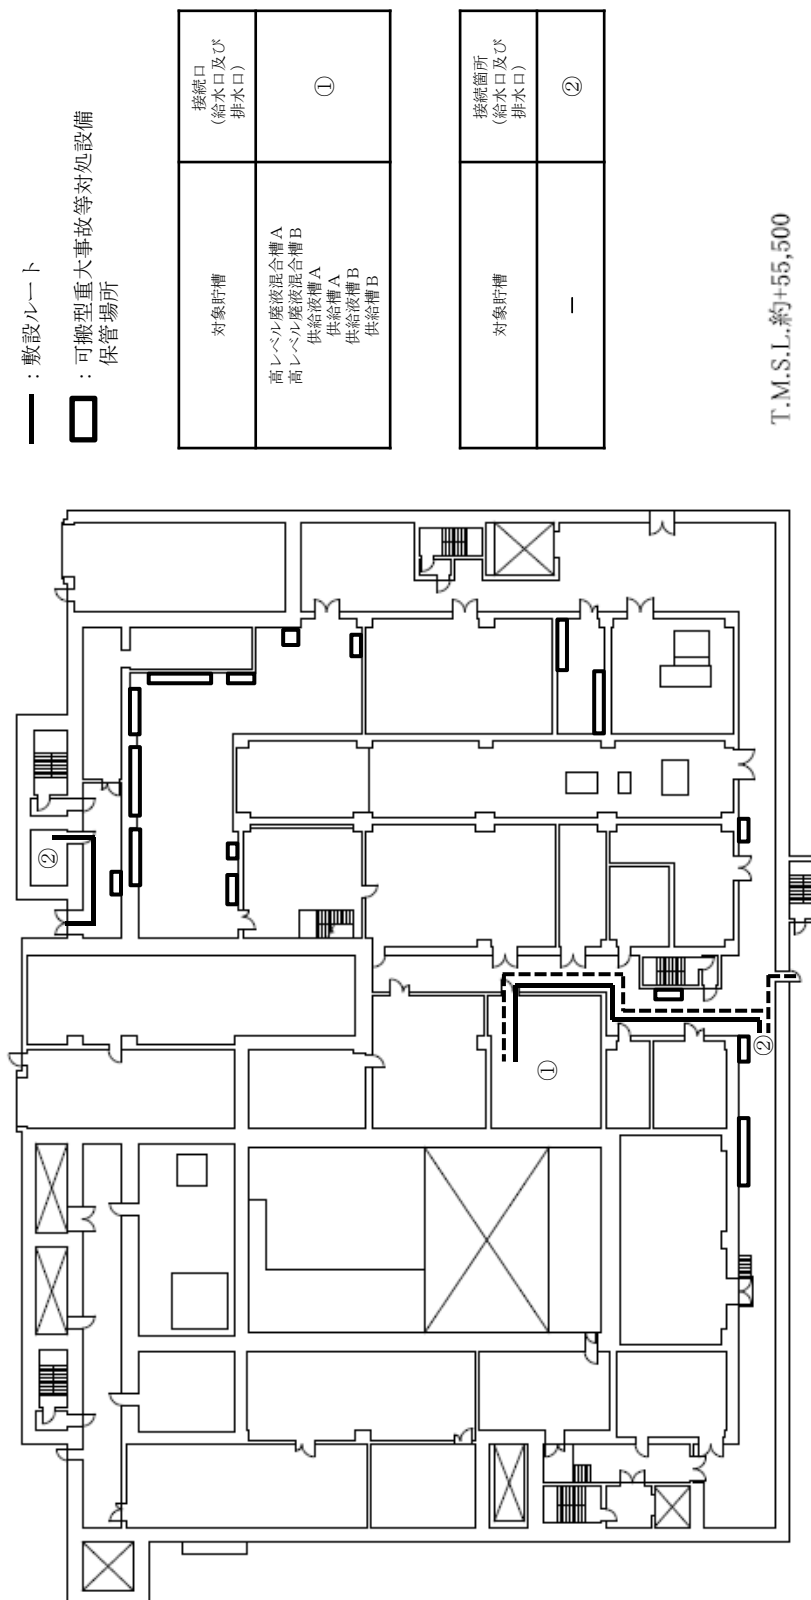 ━ : 敷設ルート
▭ : 可搬型重大事故等対処設備
保管場所
対象貯槽
接続口
(給水口及び
排水口)
高レベル廃液混合槽A
高レベル廃液混合槽B
供給液槽A
供給槽A
供給液槽B
供給槽B
①
対象貯槽
接続箇所
(給水口及び
排水口)
－
②
T.M.S.L.約+55,500
②
①
②